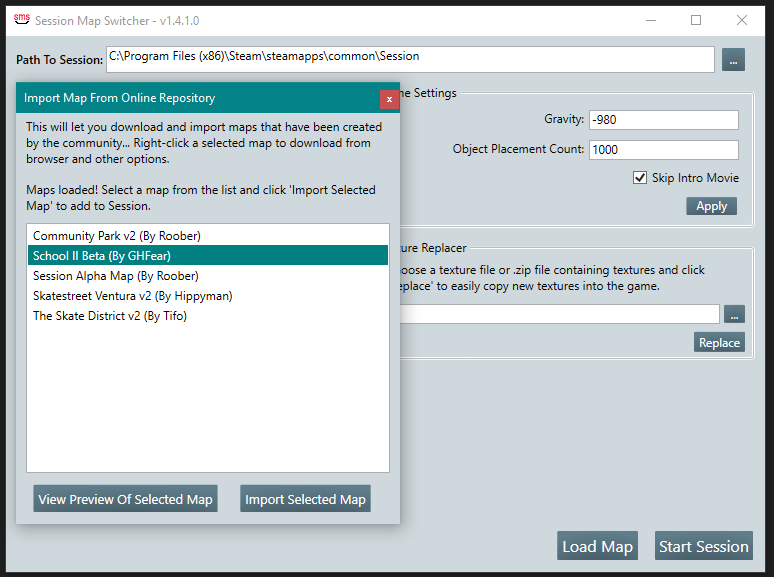 sms
Session Map Switcher - v1.4.1.0
Path To Session:
C:\Program Files (x86)\Steam\steamapps\common\Session
...
Import Map From Online Repository
x
This will let you download and import maps that have been created
by the community... Right-click a selected map to download from
browser and other options.
Maps loaded! Select a map from the list and click 'Import Selected
Map' to add to Session.
Community Park v2 (By Roober)
School II Beta (By GHFear)
Session Alpha Map (By Roober)
Skatestreet Ventura v2 (By Hippyman)
The Skate District v2 (By Tifo)
View Preview Of Selected Map
Import Selected Map
me Settings
Gravity:
-980
Object Placement Count:
1000
Skip Intro Movie
Apply
ture Replacer
oose a texture file or .zip file containing textures and click
eplace' to easily copy new textures into the game.
...
Replace
Load Map
Start Session